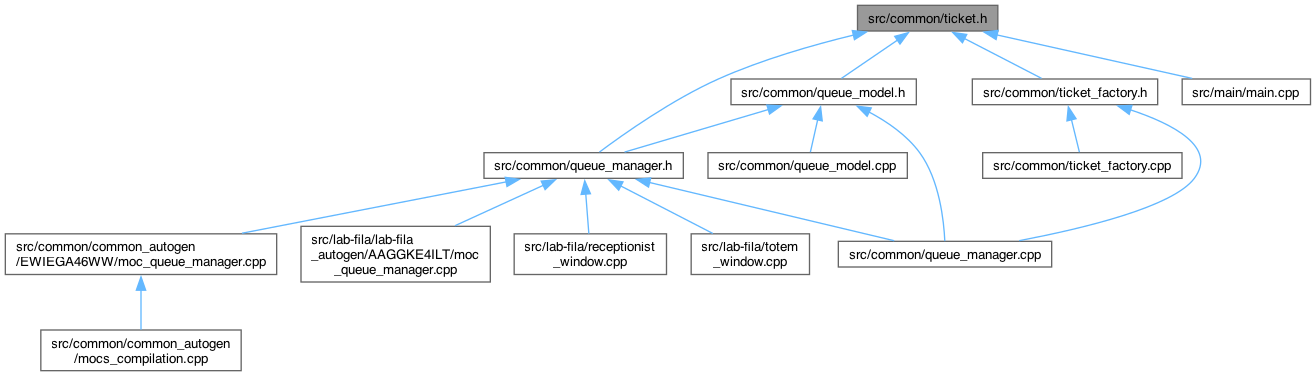 src/common/ticket.h
src/common/queue_model.h
src/common/ticket_factory.h
src/main/main.cpp
src/common/queue_manager.h
src/common/queue_model.cpp
src/common/ticket_factory.cpp
src/common/common_autogen
/EWIEGA46WW/moc_queue_manager.cpp
src/lab-fila/lab-fila
_autogen/AAGGKE4ILT/moc
_queue_manager.cpp
src/lab-fila/receptionist
_window.cpp
src/lab-fila/totem
_window.cpp
src/common/queue_manager.cpp
src/common/common_autogen
/mocs_compilation.cpp